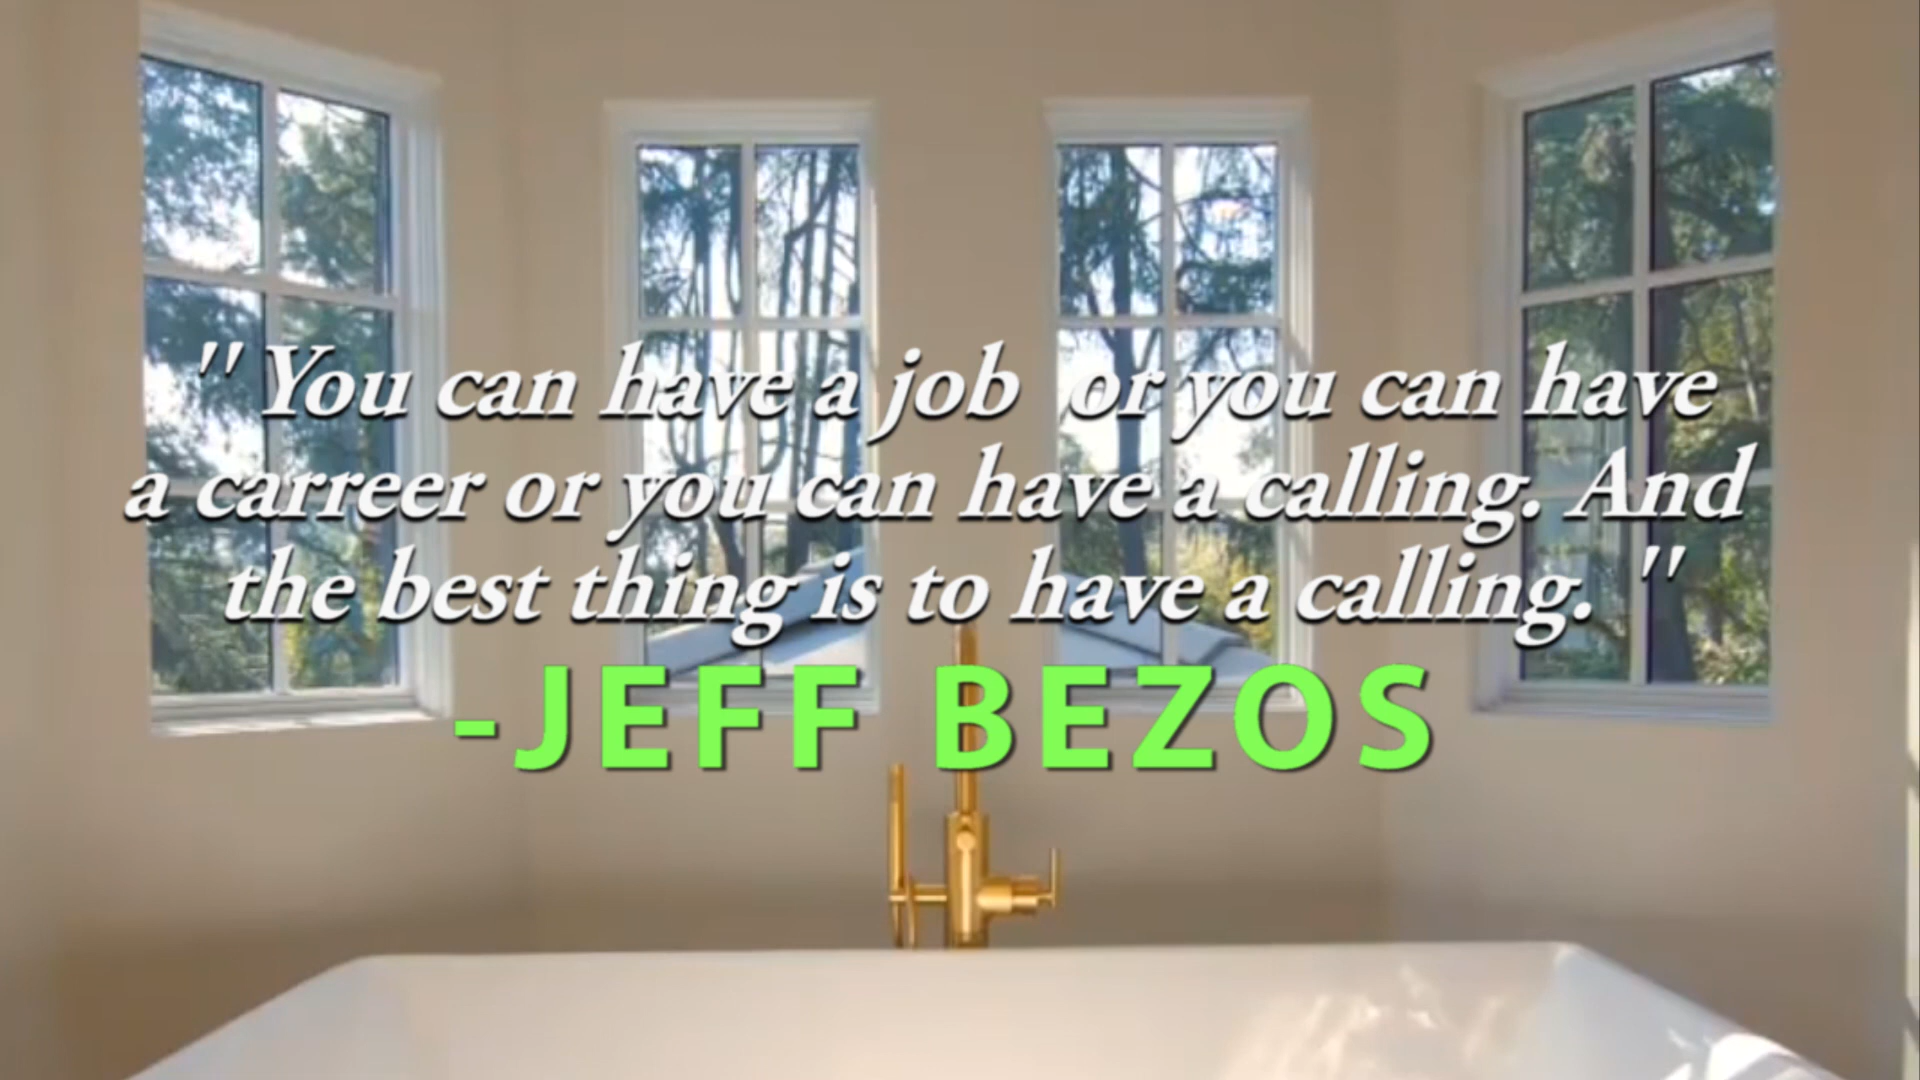 " You can have a job or you can have
a carreer or you can have a calling. And
the best thing is to have a calling. "
-JEFF BEZOS